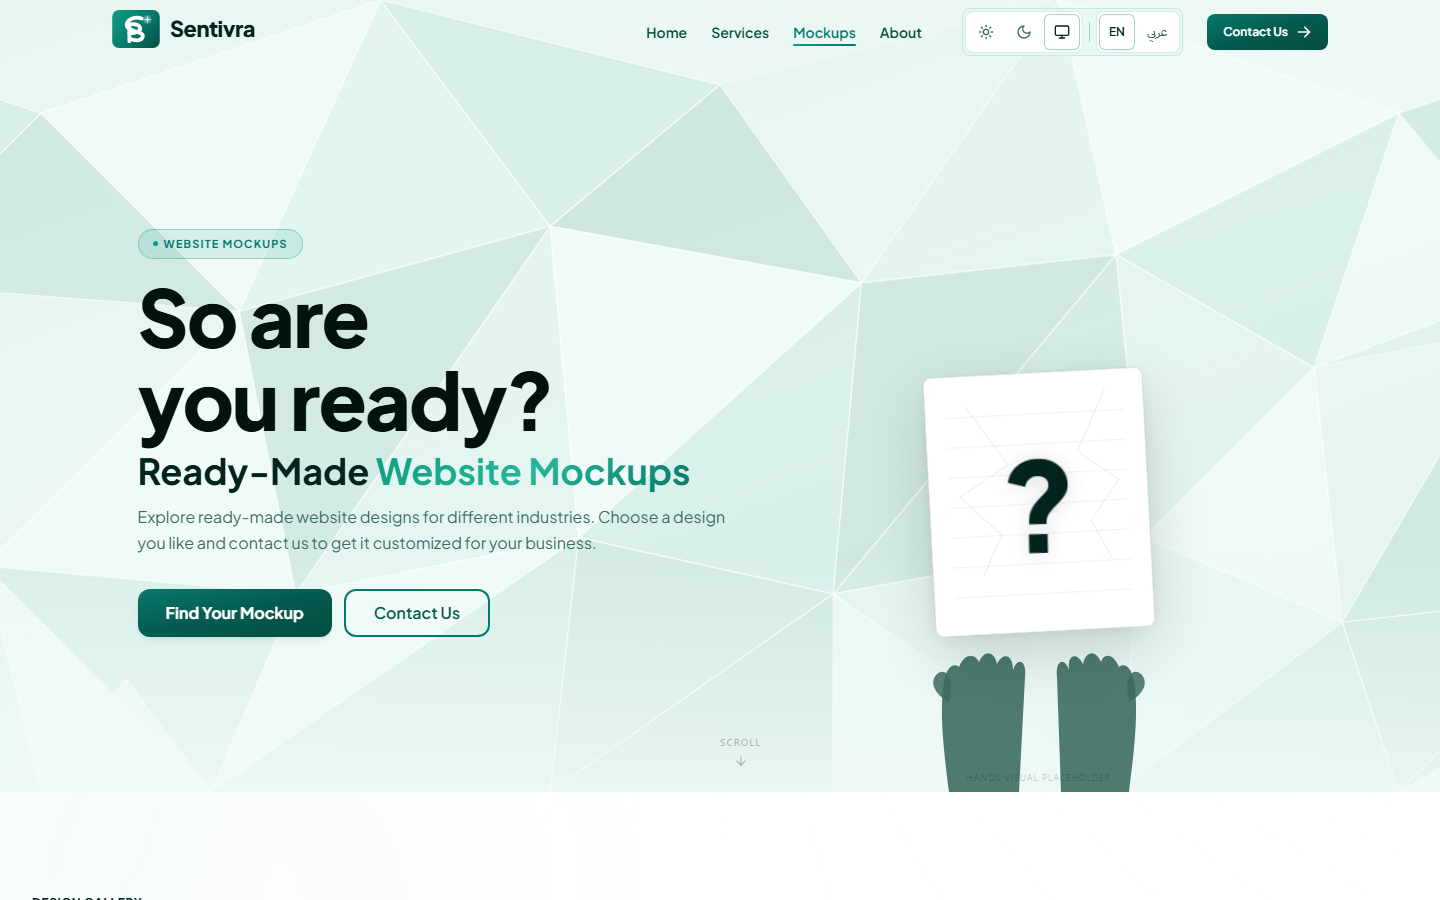 Sentivra
Home
Services
Mockups
About
EN
عربي
Contact Us
WEBSITE MOCKUPS
So are
you ready?
Ready-Made Website Mockups
Explore ready-made website designs for different industries. Choose a design
you like and contact us to get it customized for your business.
Find Your Mockup
Contact Us
?
SCROLL
HANDS VISUAL PLACEHOLDER
DESIGN GALLERY